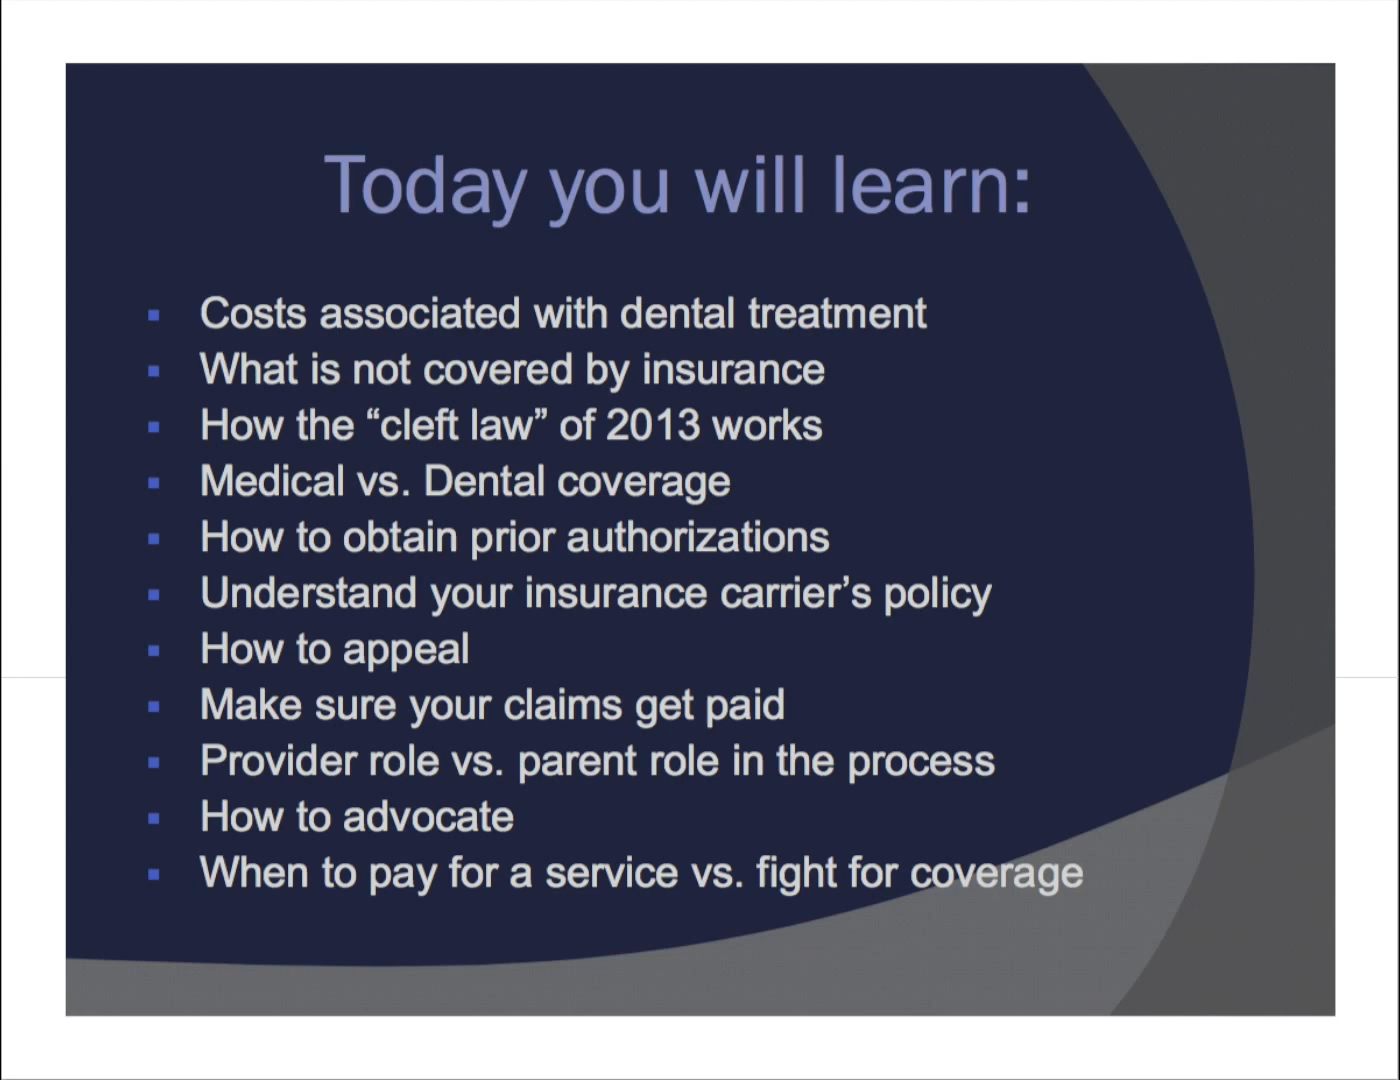 Today you will learn:
Costs associated with dental treatment
What is not covered by insurance
How the “cleft law” of 2013 works
Medical vs. Dental coverage
How to obtain prior authorizations
Understand your insurance carrier’s policy
How to appeal
Make sure your claims get paid
Provider role vs. parent role in the process
How to advocate
When to pay for a service vs. fight for coverage